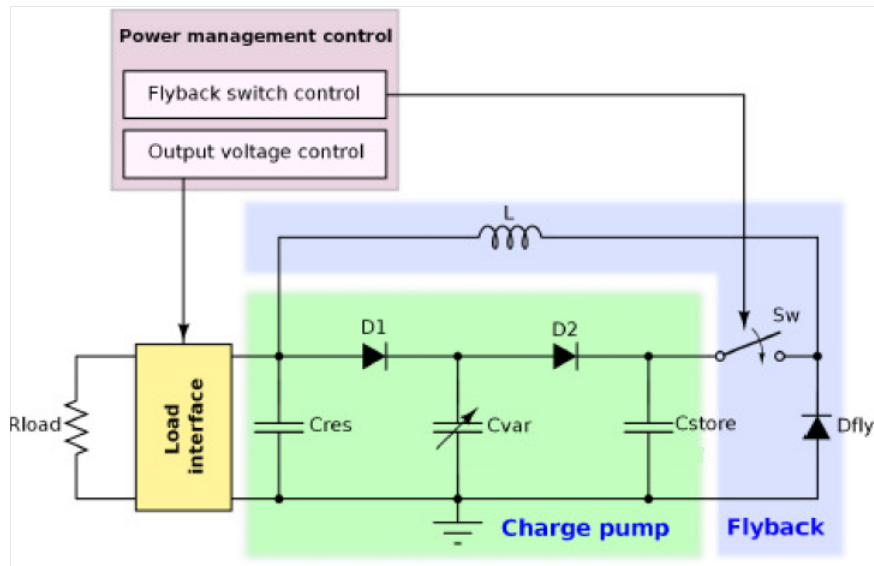 Power management control
Flyback switch control
Output voltage control
L
D1
D2
Sw
Rload
Load
interface
Cres
Cvar
Cstore
Dfly
Charge pump
Flyback